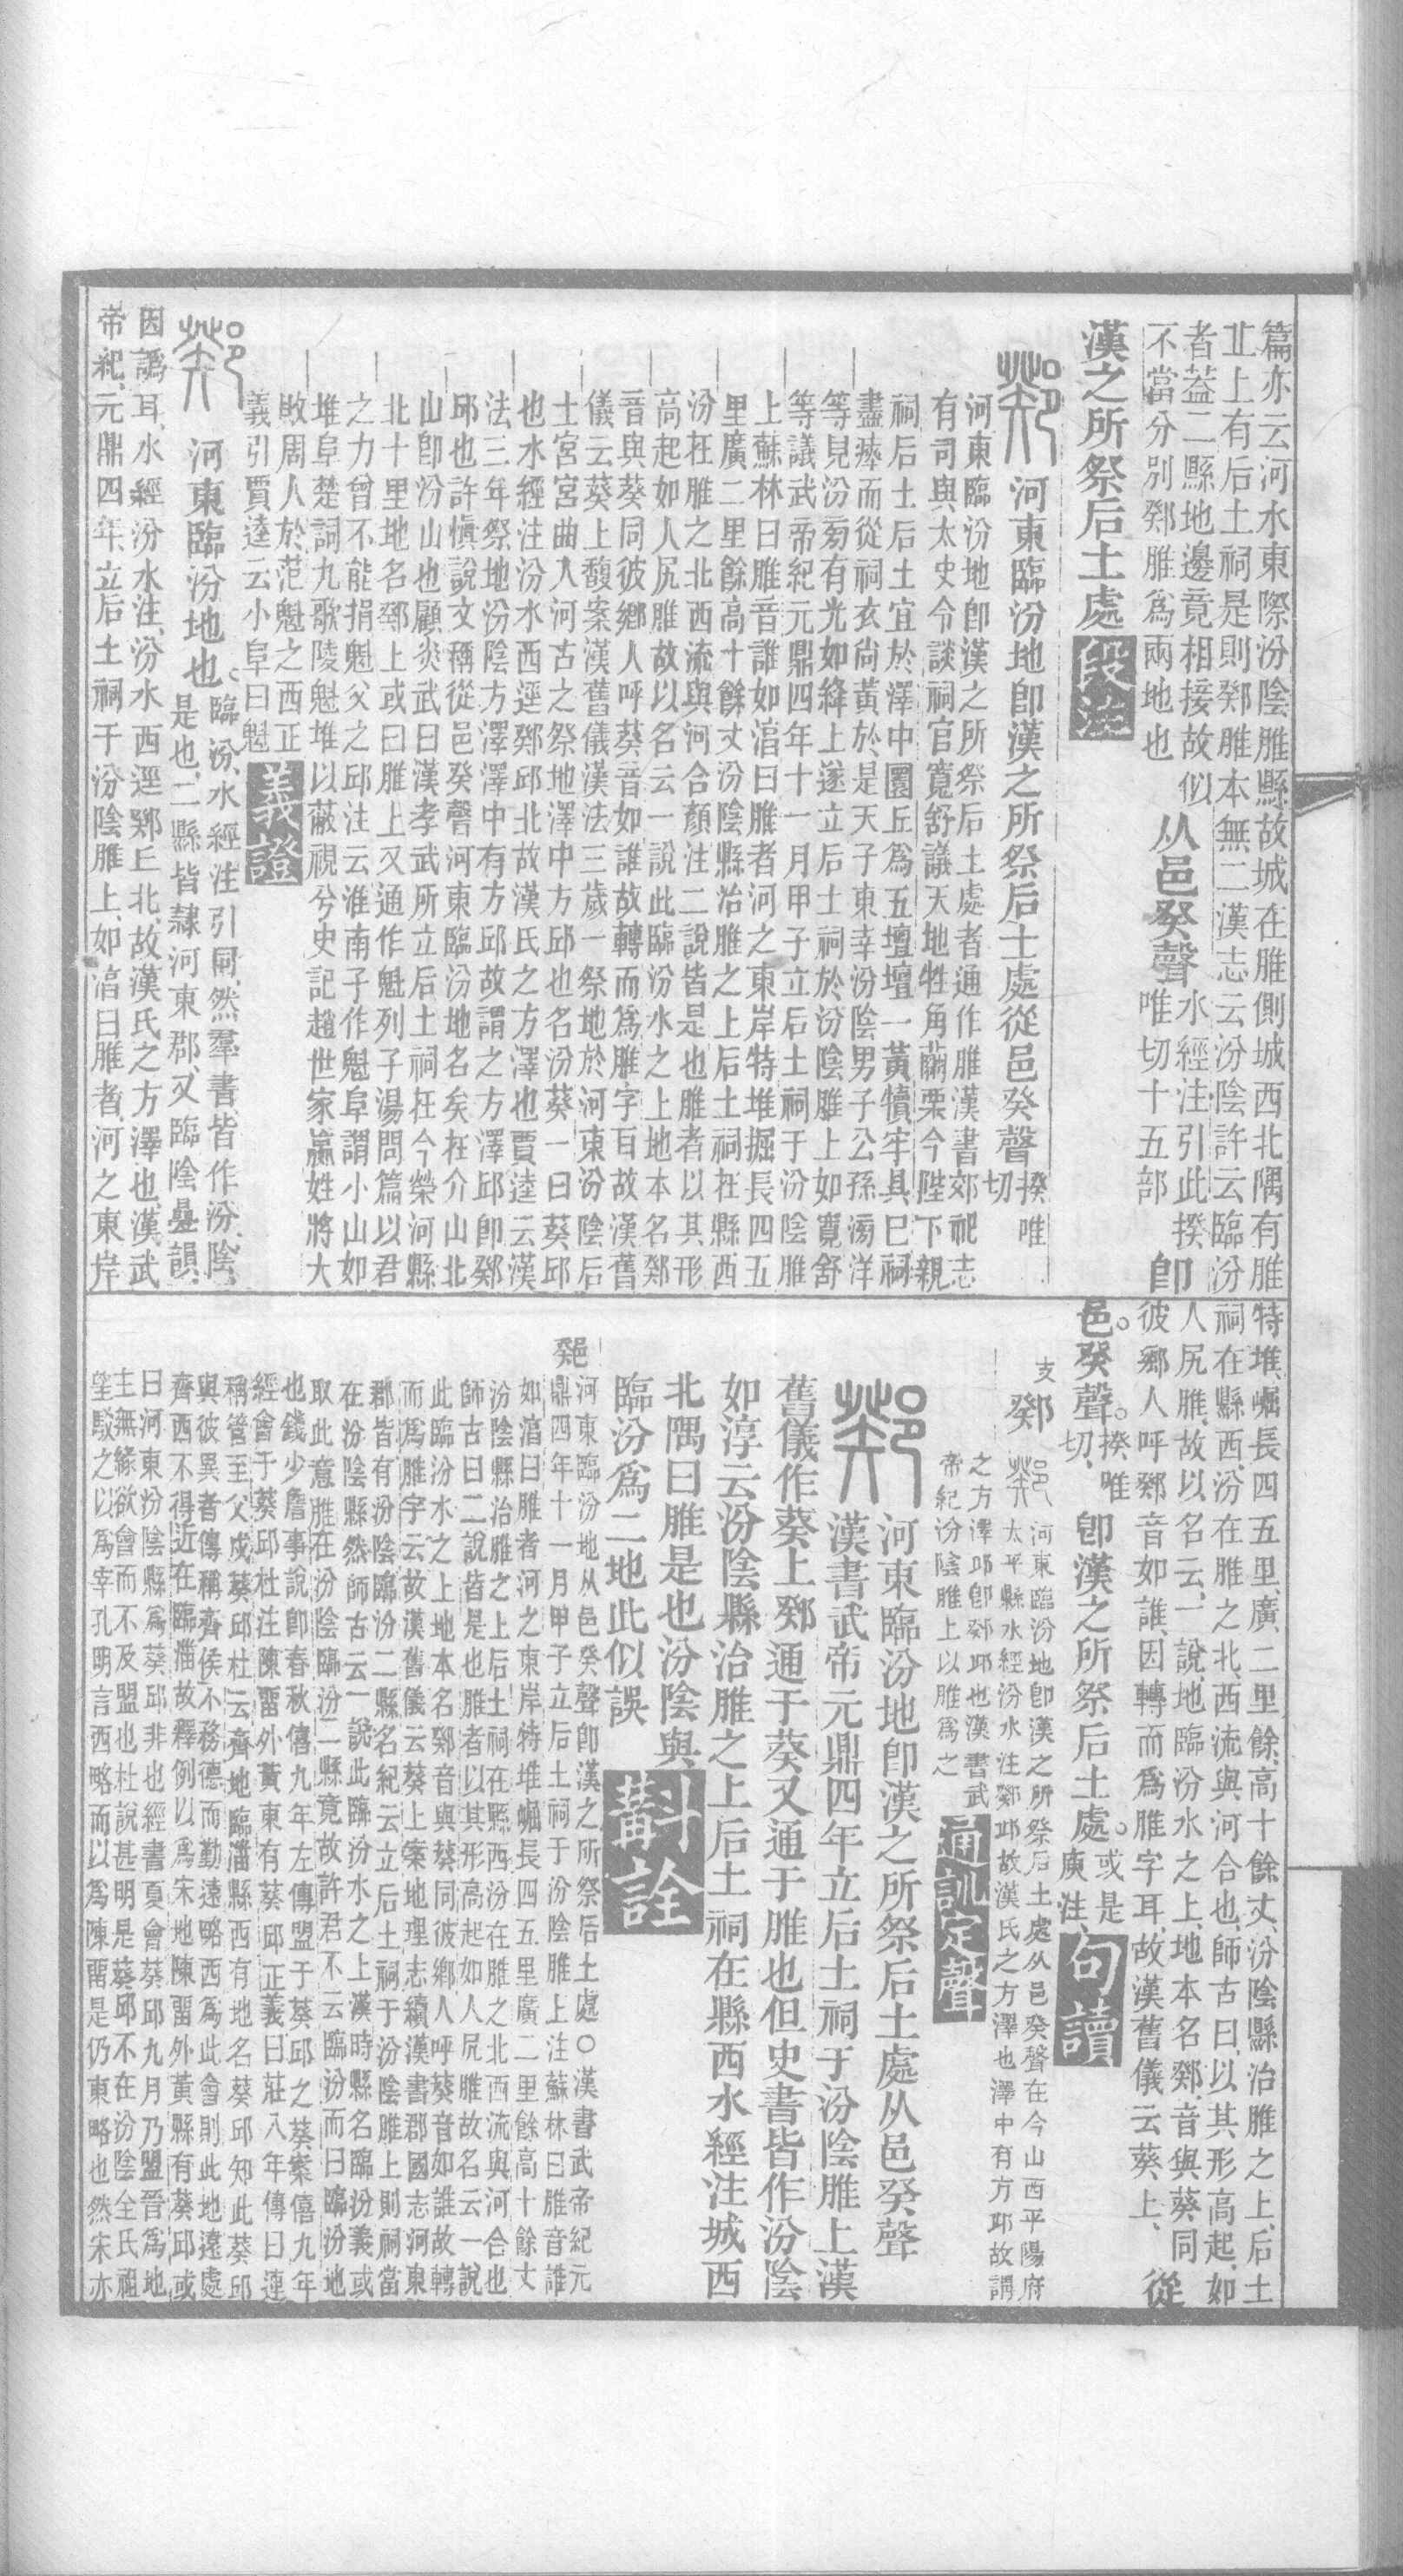 篇亦云河水東際汾陰脽縣故城在脽側城西北隅有脽
丠上有后土祠是則鄈脽本無二漢志云汾陰許云臨汾
者葢二縣地邊竟相接故似
不當分別鄈脽爲兩地也
从邑癸聲
水經注引此揆
唯切十五部
卽
漢之所祭后土處
段注
河東臨汾地卽漢之所祭后土處從邑癸聲
揆唯
切
河東臨汾地卽漢之所祭后土處者通作脽漢書郊祀志
有司與太史令談祠官寬舒議天地牲角繭栗今陛下親
祠后土后土宜於澤中圜丘爲五壇壇一黃犢牢具巳祠
盡瘞而從祠衣尚黃於是天子東幸汾陰男子公孫滂洋
等見汾旁有光如絳上遂立后土祠於汾陰脽上如寬舒
等議武帝紀元鼎四年十一月甲子立后土祠于汾陰脽
上蘇林曰脽音誰如湻曰脽者河之東岸特堆掘長四五
里廣二里餘高十餘丈汾陰縣治脽之上后土祠在縣西
汾在脽之北西流與河合顏注二說皆是也脽者以其形
高起如人尻脽故以名云一說此臨汾水之上地本名鄈
音與葵同彼鄉人呼葵音如誰故轉而爲脽字耳故漢舊
儀云葵上馥案漢舊儀漢法三歲一祭地於河東汾陰后
土宮宮曲人河古之祭地澤中方邱也名汾葵一曰葵邱
也水經注汾水西逕鄈邱北故漢氏之方澤也賈逵云漢
法三年祭地汾陰方澤澤中有方邱故謂之方澤邱卽鄈
邱也許愼說文稱從邑癸聲河東臨汾地名矣在介山北
山卽汾山也顧炎武曰漢孝武所立后土祠在今榮河縣
北十里地名鄈上或曰脽上又通作魁列子湯問篇以君
之力曾不能損魁父之邱注云淮南子作魁阜謂小山如
堆阜楚詞九歌陵魁堆以蔽視兮史記趙世家嬴姓將大
敗周人於范魁之西正
義引賈逵云小阜曰魁
義證
河東臨汾地也
臨汾、水經注引同、然羣書皆作汾陰、
是也、二縣皆隸河東郡、又臨陰疊韻、
因譌耳、水經汾水注、汾水西逕鄈丘北、故漢氏之方澤也、漢武
帝紀、元鼎四年、立后土祠于汾陰脽上、如湻曰脽者、河之東岸
特堆、崛長四五里、廣二里餘、高十餘丈、汾陰縣治脽之上、后土
祠在縣西、汾在脽之北、西流與河合也、師古曰、以其形高起、如
人尻脽、故以名云、一說、地臨汾水之上、地本名鄈、音與葵同
彼鄉人呼鄈音如誰、因轉而爲脽字耳、故漢舊儀云葵上、
從
邑。癸聲。
揆唯
切、
卽漢之所祭后土處。
或是
庾注、
句讀
支
鄈
河東臨汾地卽漢之所祭后土處从邑癸聲在今山西平陽府
太平縣水經汾水注鄈邱故漢氏之方澤也澤中有方邱故謂
之方澤邱卽鄈邱也漢書武
帝紀汾陰脽上以脽爲之
通訓定聲
河東臨汾地卽漢之所祭后土處从邑癸聲
漢書武帝元鼎四年立后土祠于汾陰脽上漢
舊儀作葵上鄈通于葵又通于脽也但史書皆作汾陰
如淳云汾陰縣治脽之上后土祠在縣西水經注城西
北隅曰脽是也汾陰與
臨汾爲二地此似誤
斠詮
河東臨汾地从邑癸聲卽漢之所祭后土處○漢書武帝紀元
鼎四年十一月甲子立后土祠于汾陰脽上注蘇林曰脽音誰
如湻曰脽者河之東岸特堆崛長四五里廣二里餘高十餘丈
汾陰縣治脽之上后土祠在縣西汾在脽之北西流與河合也
師古曰二說皆是也脽者以其形高起如人尻脽故名云一說
此臨汾水之上地本名鄈音與葵同彼鄉人呼葵音如誰故轉
而爲脽字云故漢舊儀云葵上案地理志續漢書郡國志河東
郡皆有汾陰臨汾二縣名紀云立后土祠于汾陰脽上則祠當
在汾陰縣然師古云一說此臨汾水之上漢時縣名臨汾義或
取此意脽在汾陰臨汾二縣竟故許君不云臨汾而曰臨汾地
也錢少詹事說卽春秋僖九年左傳盟于葵邱之葵案僖九年
經會于葵邱杜注陳畱外黃東有葵邱正義曰莊八年傳曰連
稱管至父戍葵邱杜云齊地臨淄縣西有地名葵邱知此葵邱
與彼異者傳稱齊侯不務德而勤遠略西爲此會則此地遠處
齊西不得近在臨淄故釋例以爲宋地陳畱外黃縣有葵邱或
曰河東汾陰縣爲葵邱非也經書夏會葵邱九月乃盟晉爲地
主無緣欲會而不及盟也杜說甚明是葵邱不在汾陰全氏祖
望駁之以爲宰孔明言西略而以爲陳畱是仍東略也然宋亦